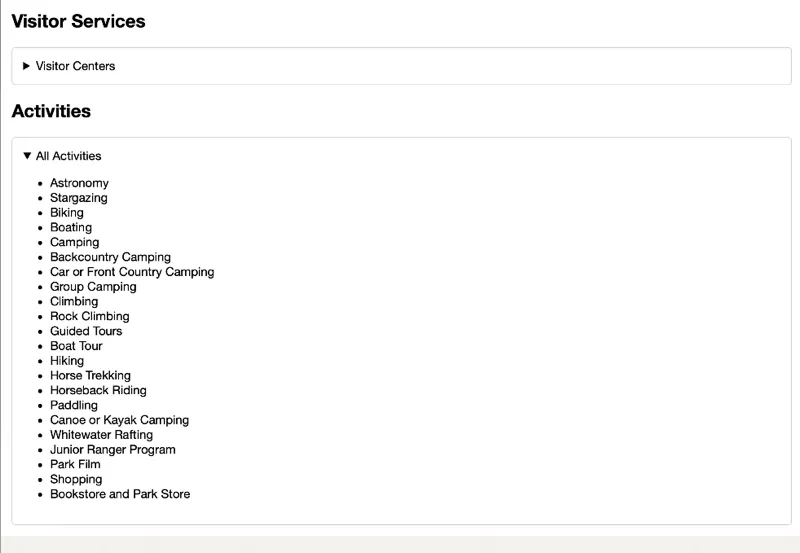 Visitor Services
Visitor Centers
Activities
All Activities
Astronomy
Stargazing
Biking
Boating
Camping
Backcountry Camping
Car or Front Country Camping
Group Camping
Climbing
Rock Climbing
Guided Tours
Boat Tour
Hiking
Horse Trekking
Horseback Riding
Paddling
Canoe or Kayak Camping
Whitewater Rafting
Junior Ranger Program
Park Film
Shopping
Bookstore and Park Store